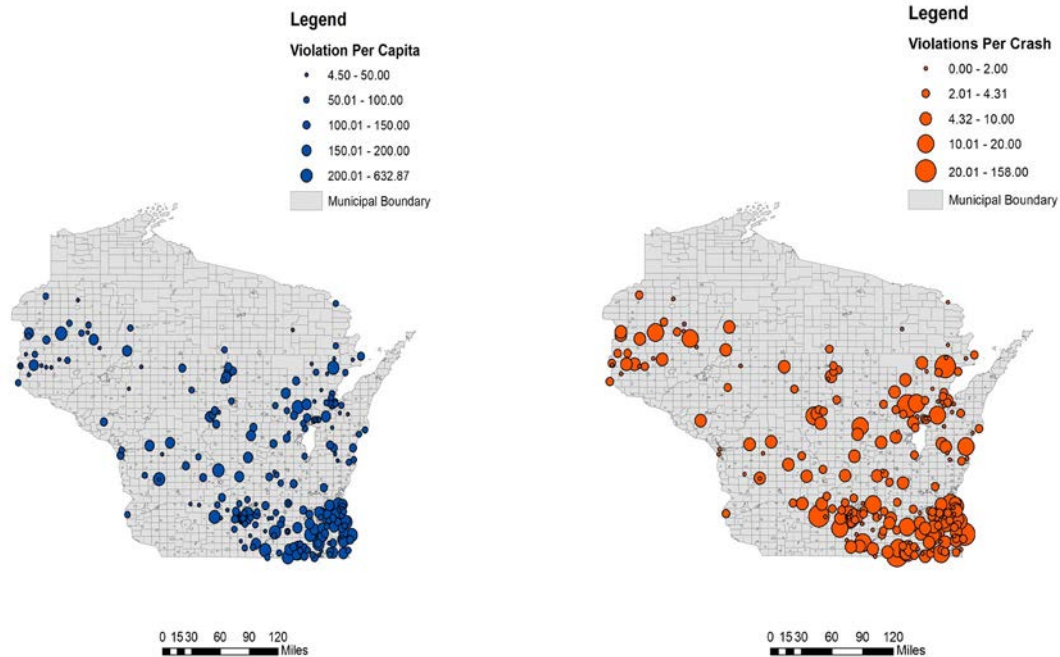 Legend
Violation Per Capita
4.50 - 50.00
50.01 - 100.00
100.01 - 150.00
150.01 - 200.00
200.01 - 632.87
Municipal Boundary
0 15 30 60 90 120
Miles
Legend
Violations Per Crash
0.00 - 2.00
2.01 - 4.31
4.32 - 10.00
10.01 - 20.00
20.01 - 158.00
Municipal Boundary
0 15 30 60 90 120
Miles